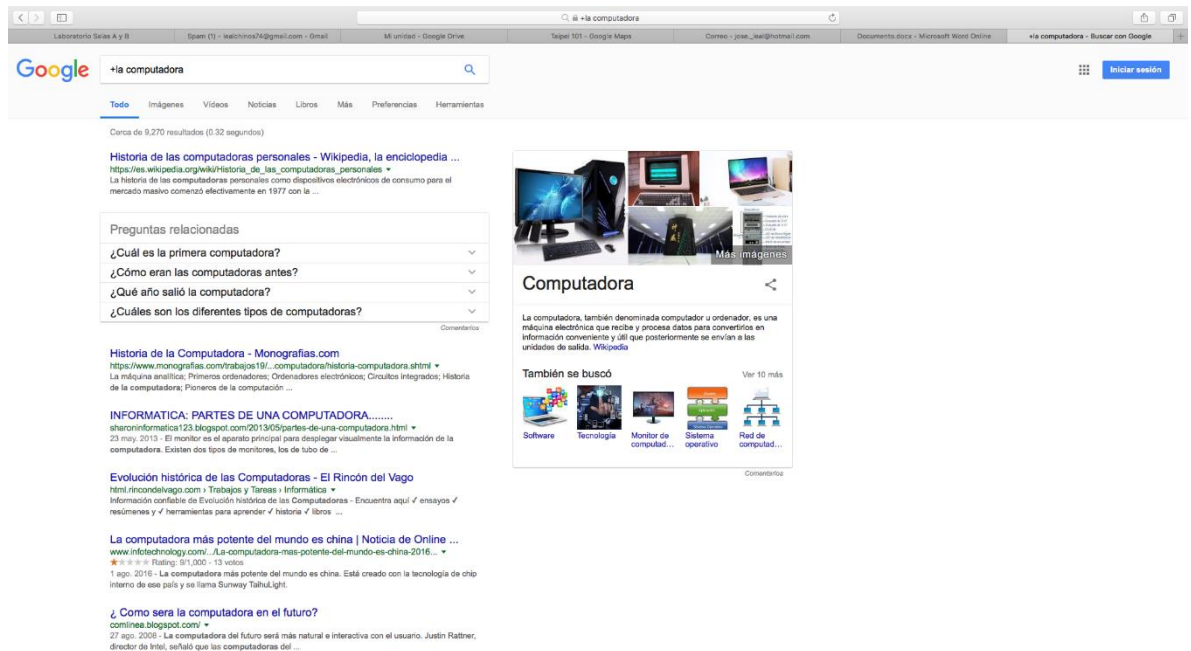 +la computadora
Laboratorio Salas A y B
Spam (1) - lealchinos74@gmail.com - Gmail
Mi unidad - Google Drive
Taipei 101 - Google Maps
Correo - jose._leal@hotmail.com
Documento.docx - Microsoft Word Online
+la computadora - Buscar con Google
Google
+la computadora
Iniciar sesión
Todo Imágenes Vídeos Noticias Libros Más Preferencias Herramientas
Cerca de 9,270 resultados (0.32 segundos)
Historia de las computadoras personales - Wikipedia, la enciclopedia ...
https://es.wikipedia.org/wiki/Historia_de_las_computadoras_personales
La historia de las computadoras personales como dispositivos electrónicos de consumo para el
mercado masivo comenzó efectivamente en 1977 con la ...
Preguntas relacionadas
¿Cuál es la primera computadora?
¿Cómo eran las computadoras antes?
¿Qué año salió la computadora?
¿Cuáles son los diferentes tipos de computadoras?
Comentarios
Historia de la Computadora - Monografias.com
https://www.monografias.com/trabajos19/...computadora/historia-computadora.shtml
La máquina analítica; Primeros ordenadores; Ordenadores electrónicos; Circuitos integrados; Historia
de la computadora; Pioneros de la computación ...
INFORMATICA: PARTES DE UNA COMPUTADORA........
sharoninformatica123.blogspot.com/2013/05/partes-de-una-computadora.html
23 may. 2013 - El monitor es el aparato principal para desplegar visualmente la información de la
computadora. Existen dos tipos de monitores, los de tubo de ...
Evolución histórica de las Computadoras - El Rincón del Vago
html.rincondelvago.com › Trabajos y Tareas › Informática
Información confiable de Evolución histórica de las Computadoras - Encuentra aquí ✓ ensayos ✓
resúmenes y ✓ herramientas para aprender ✓ historia ✓ libros ...
La computadora más potente del mundo es china | Noticia de Online ...
www.infotechnology.com/.../La-computadora-mas-potente-del-mundo-es-china-2016...
Rating: 9/1,000 - 13 votos
1 ago. 2016 - La computadora más potente del mundo es china. Está creado con la tecnología de chip
interno de ese país y se llama Sunway TaihuLight.
¿ Como sera la computadora en el futuro?
comlinea.blogspot.com/
27 ago. 2008 - La computadora del futuro será más natural e interactiva con el usuario. Justin Rattner,
director de Intel, señaló que las computadoras del ...
Más imágenes
Computadora
La computadora, también denominada computador u ordenador, es una
máquina electrónica que recibe y procesa datos para convertirlos en
información conveniente y útil que posteriormente se envían a las
unidades de salida. Wikipedia
También se buscó
Ver 10 más
Software
Tecnología
Monitor de
computad...
Sistema
operativo
Red de
computad...
Comentarios